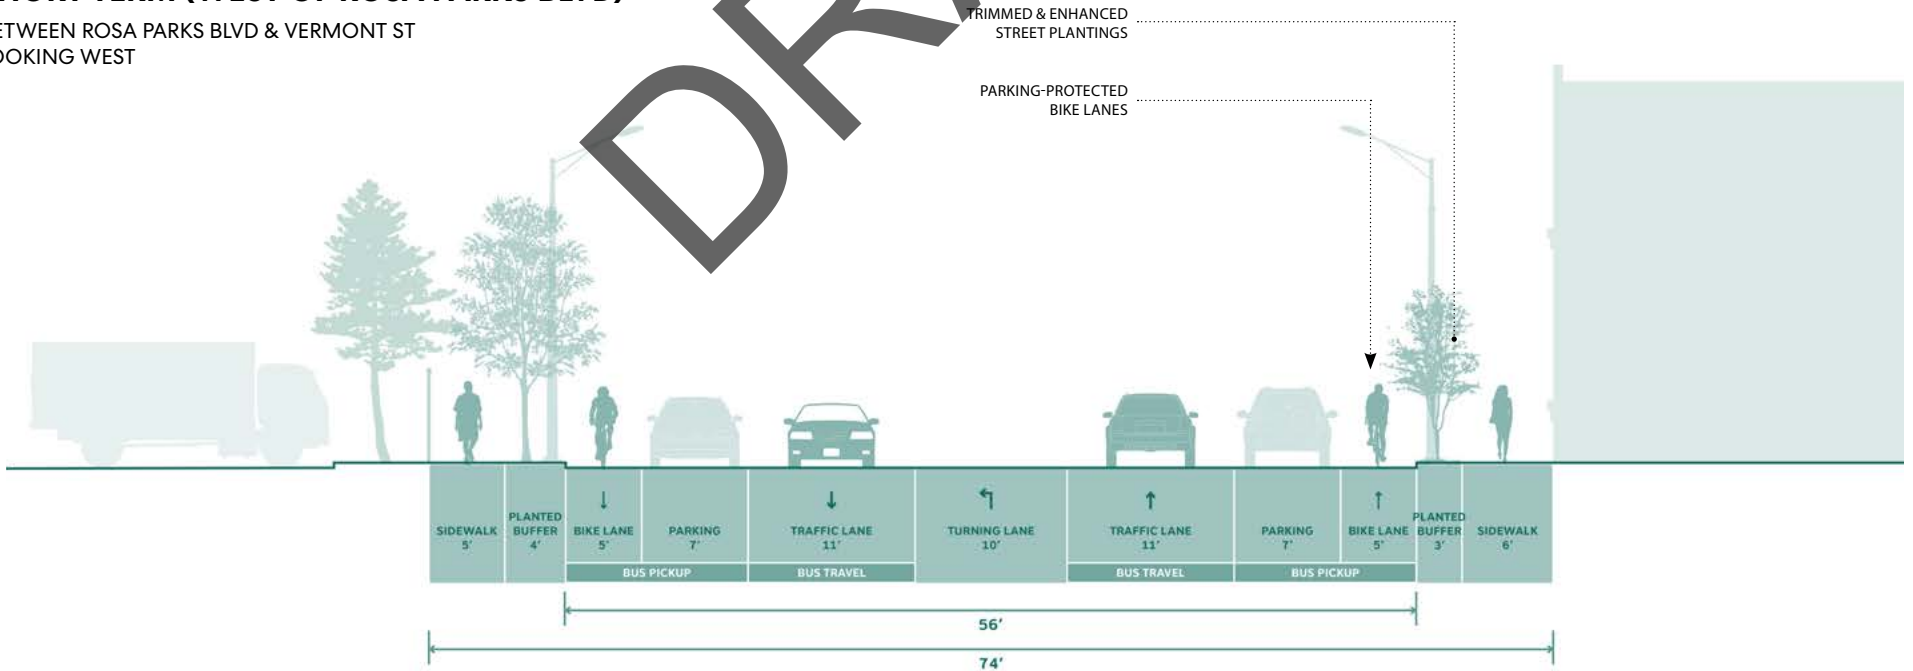 BETWEEN ROSA PARKS BLVD & VERMONT ST
LOOKING WEST
TRIMMED & ENHANCED
STREET PLANTINGS
PARKING-PROTECTED
BIKE LANES
SIDEWALK
5'
PLANTED
BUFFER
4'
BIKE LANE
5'
PARKING
7'
TRAFFIC LANE
11'
TURNING LANE
10'
TRAFFIC LANE
11'
PARKING
7'
BIKE LANE
5'
PLANTED
BUFFER
3'
SIDEWALK
6'
BUS PICKUP
BUS TRAVEL
BUS TRAVEL
BUS PICKUP
56'
74'